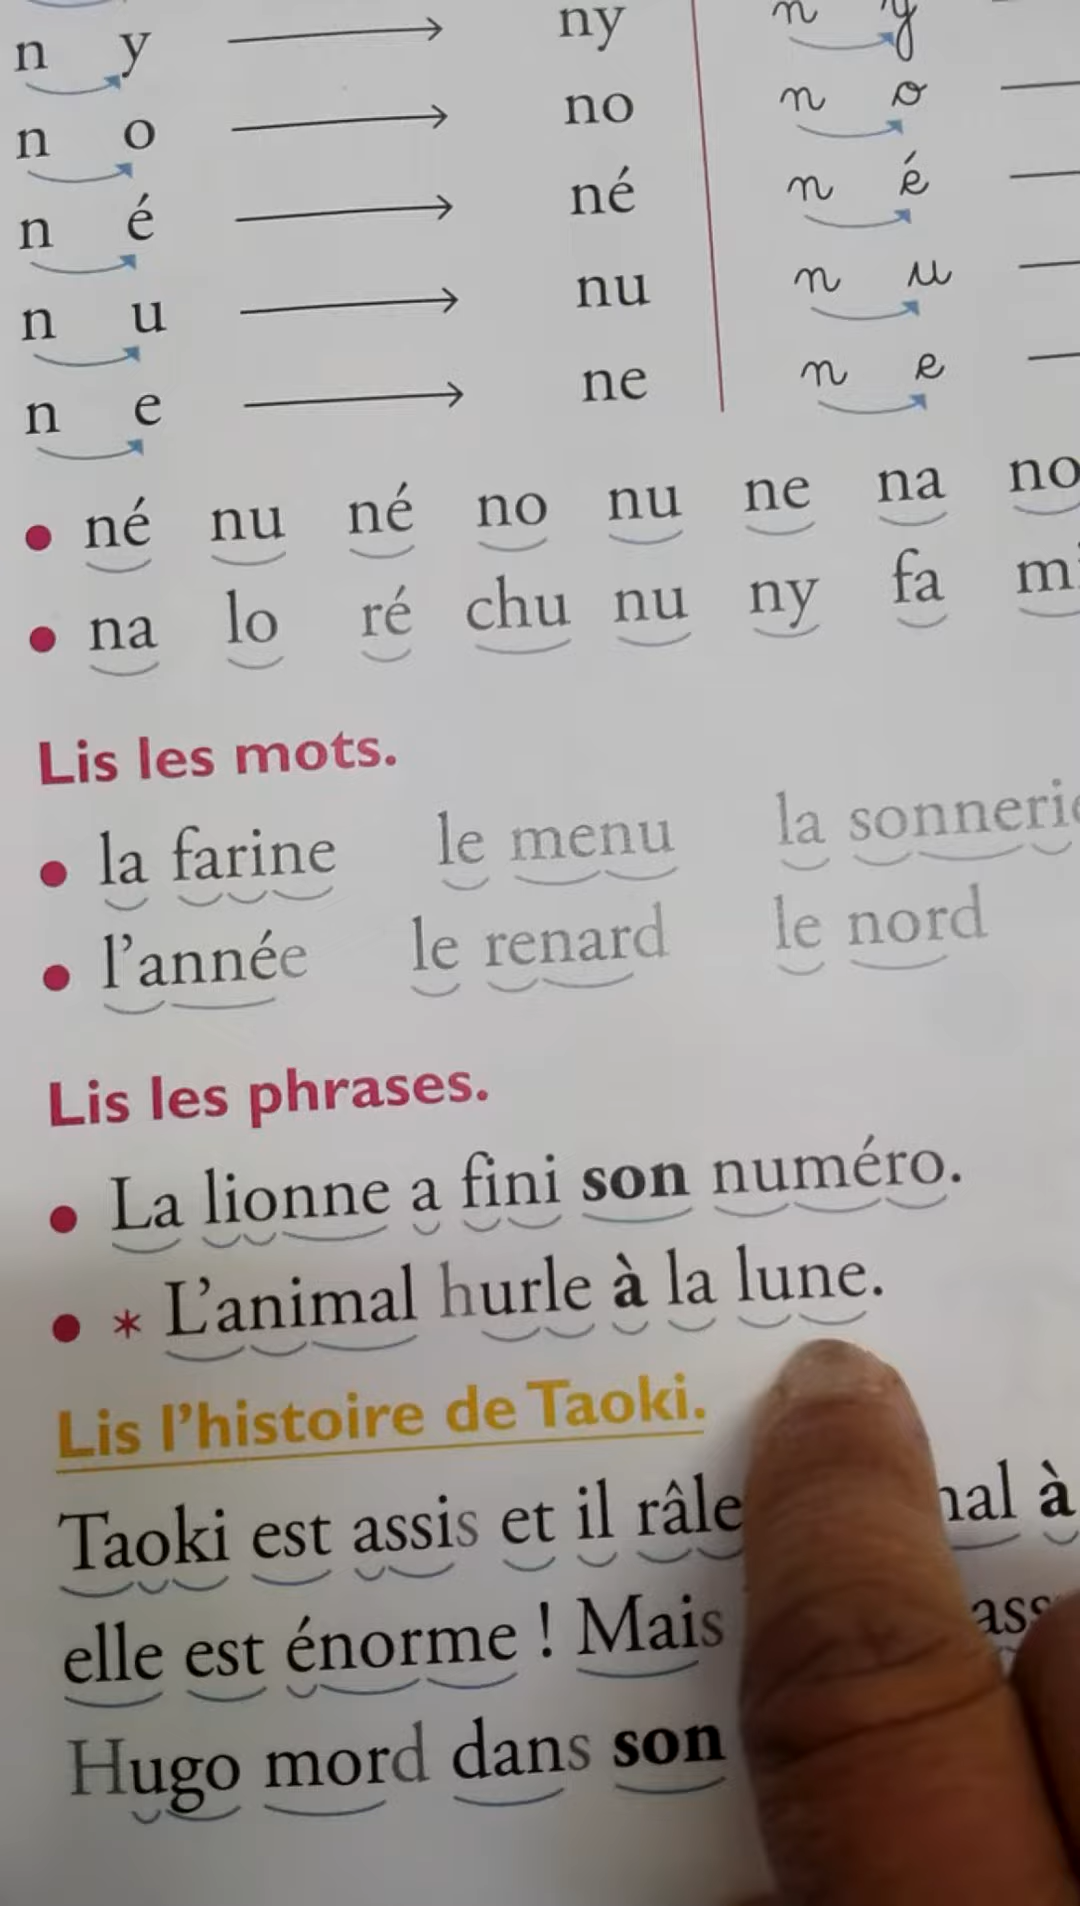 n y → ny n y
n o → no n o
n é → né n é
n u → nu n u
n e → ne n e
• né nu né no nu ne na no
• na lo ré chu nu ny fa
Lis les mots.
• la farine le menu la
• l'année le renard le nord
Lis les phrases.
• La lionne a fini son numéro.
• * L'animal hurle à la lune.
Lis l'histoire de Taoki.
Taoki est assis et il râle à
elle est énorme ! Mais
Hugo mord dans son